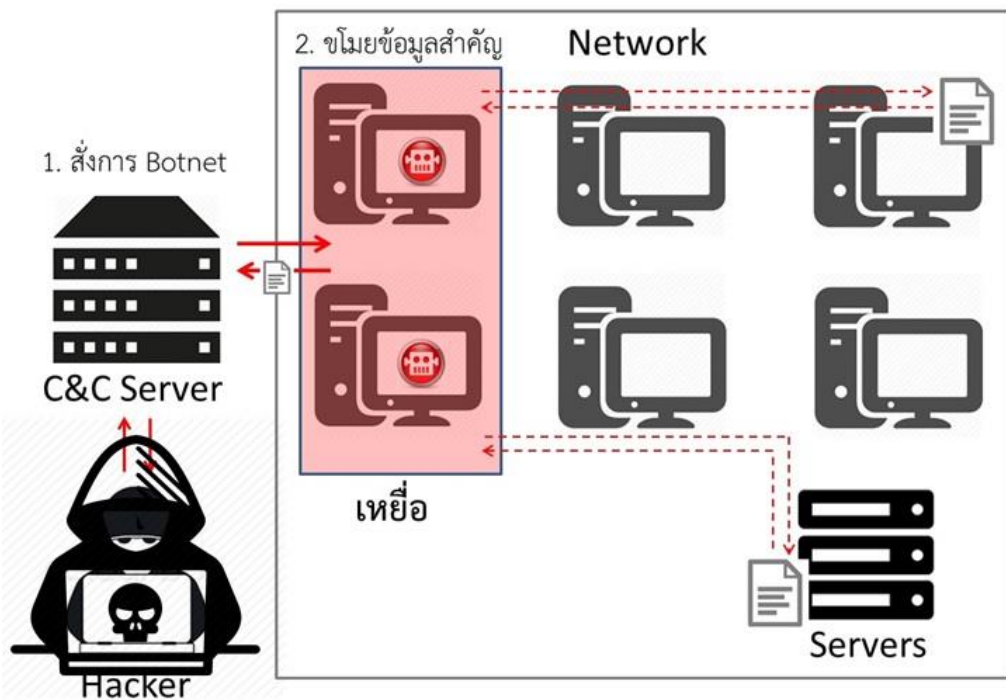 2. ขโมยข้อมูลสำคัญ
Network
1. สั่งการ Botnet
C&C Server
เหยื่อ
Servers
Hacker